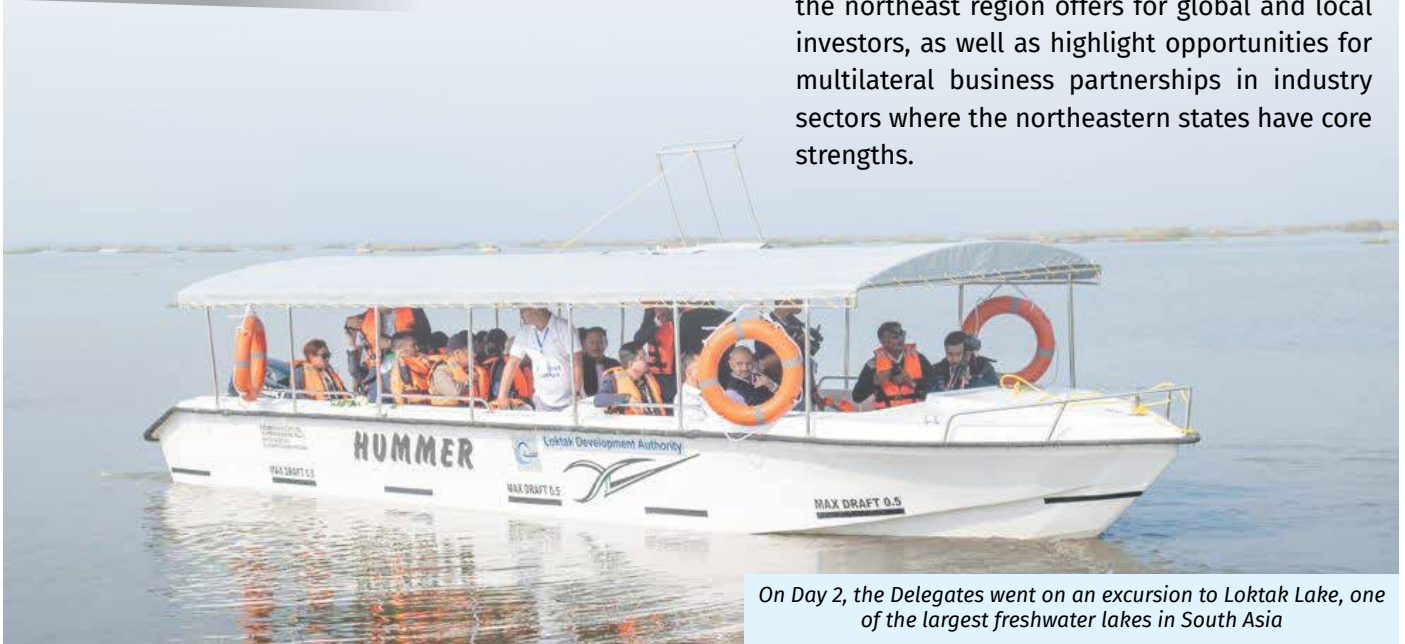 the northeast region offers for global and local
investors, as well as highlight opportunities for
multilateral business partnerships in industry
sectors where the northeastern states have core
strengths.
HUMMER
Loktak Development Authority
MAX DRAFT 0.5
MAX DRAFT 0.5
MAX DRAFT 0.5
On Day 2, the Delegates went on an excursion to Loktak Lake, one
of the largest freshwater lakes in South Asia